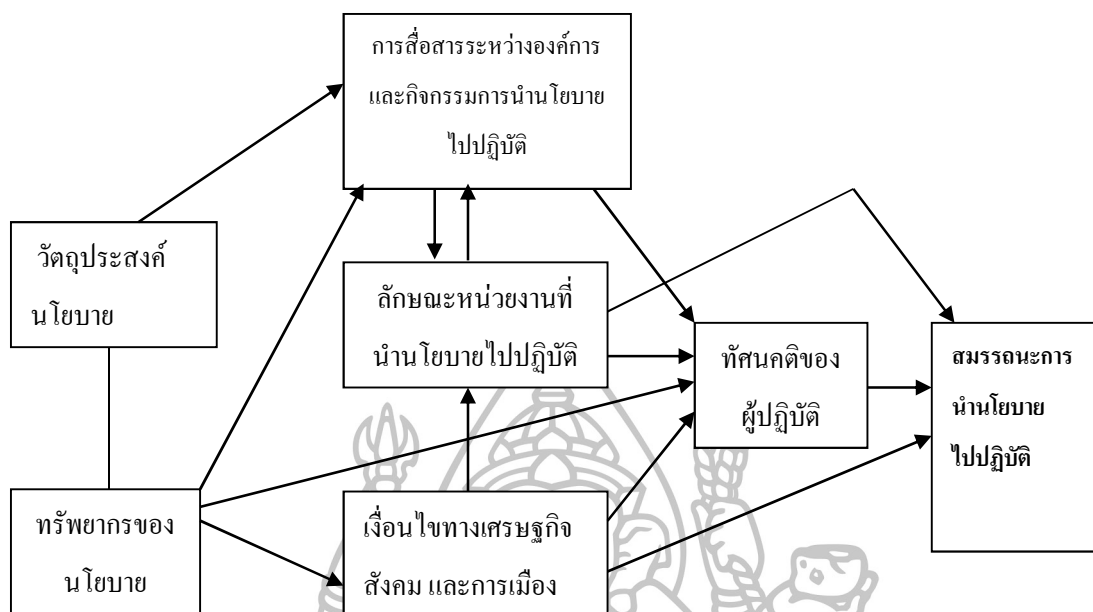 การสื่อสารระหว่างองค์การ
และกิจกรรมการนำนโยบาย
ไปปฏิบัติ
วัตถุประสงค์
นโยบาย
ลักษณะหน่วยงานที่
นำนโยบายไปปฏิบัติ
ทัศนคติของ
ผู้ปฏิบัติ
สมรรถนะการ
นำนโยบาย
ไปปฏิบัติ
ทรัพยากรของ
นโยบาย
เงื่อนไขทางเศรษฐกิจ
สังคม และการเมือง